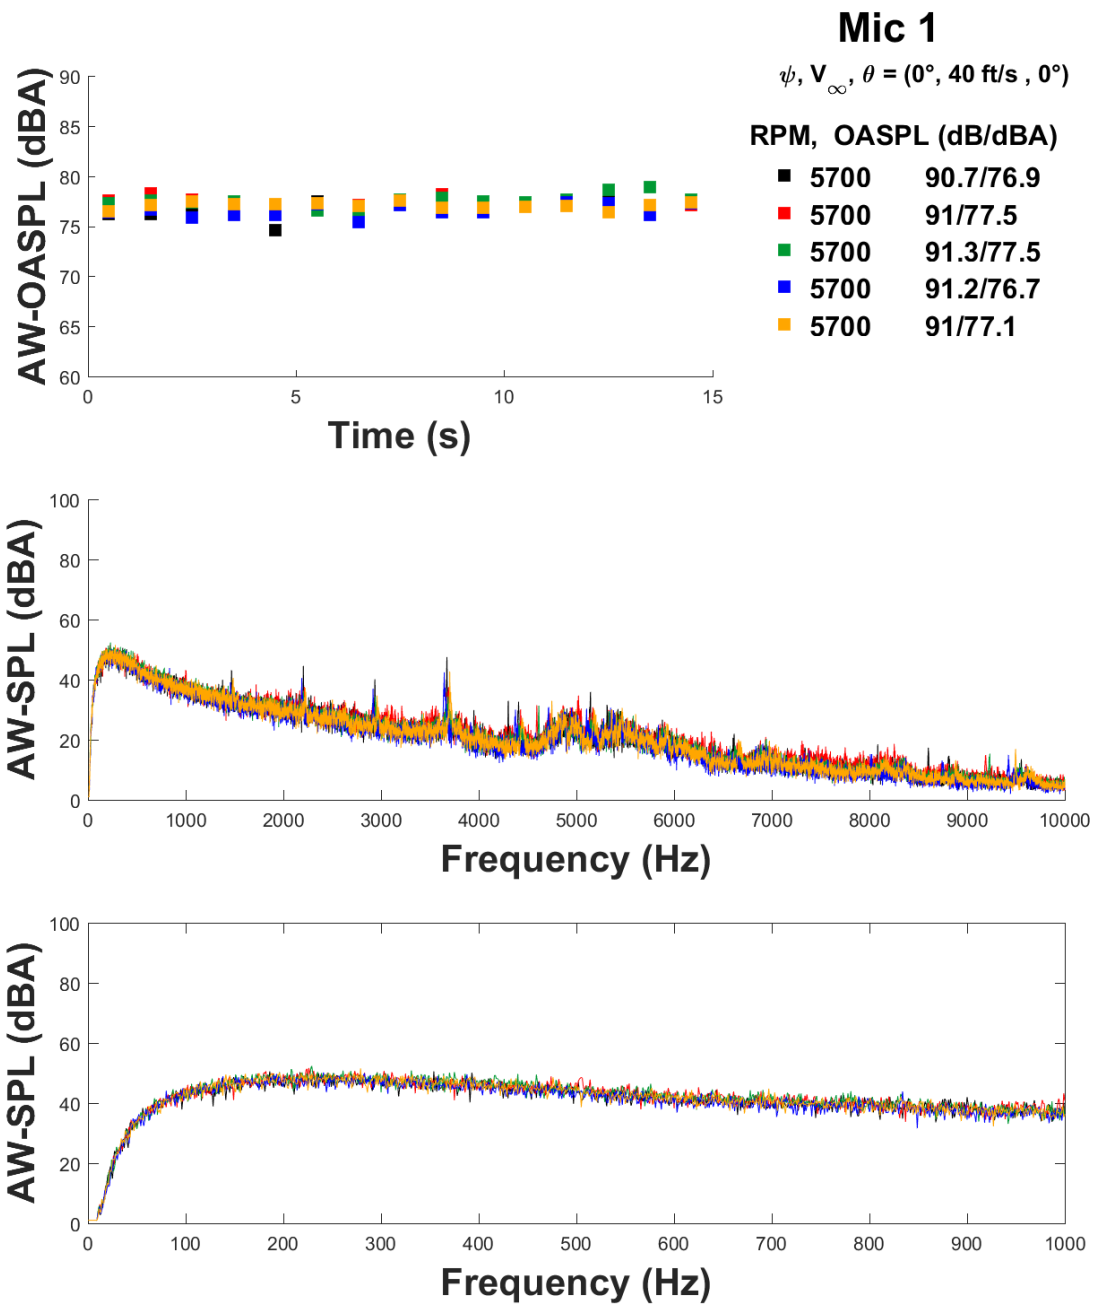 Mic 1
ψ, V∞, θ = (0°, 40 ft/s , 0°)
RPM, OASPL (dB/dBA)
5700 90.7/76.9
5700 91/77.5
5700 91.3/77.5
5700 91.2/76.7
5700 91/77.1
AW-OASPL (dBA)
90
85
80
75
70
65
60
0 5 10 15
Time (s)
AW-SPL (dBA)
100
80
60
40
20
0
0 1000 2000 3000 4000 5000 6000 7000 8000 9000 10000
Frequency (Hz)
AW-SPL (dBA)
100
80
60
40
20
0
0 100 200 300 400 500 600 700 800 900 1000
Frequency (Hz)